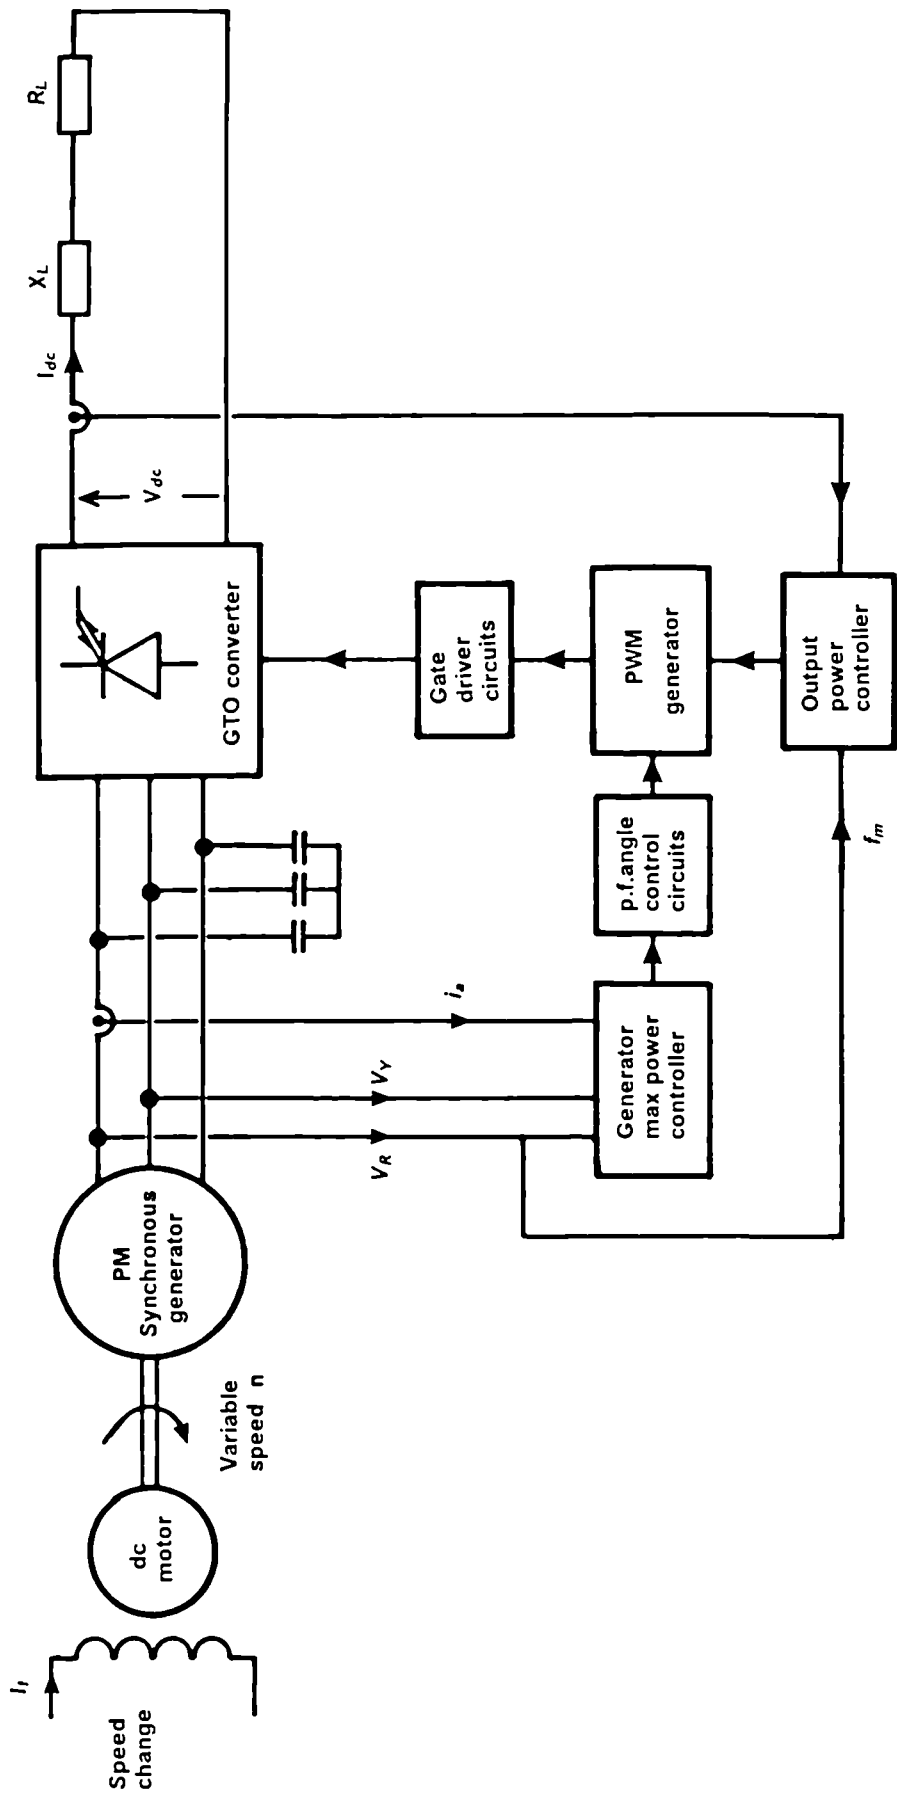 I_f
Speed
change
dc
motor
Variable
speed n
PM
Synchronous
generator
V_R
V_Y
i_a
GTO converter
V_dc
I_dc
X_L
R_L
Gate
driver
circuits
Generator
max power
controller
p.f.angle
control
circuits
PWM
generator
Output
power
controller
f_m